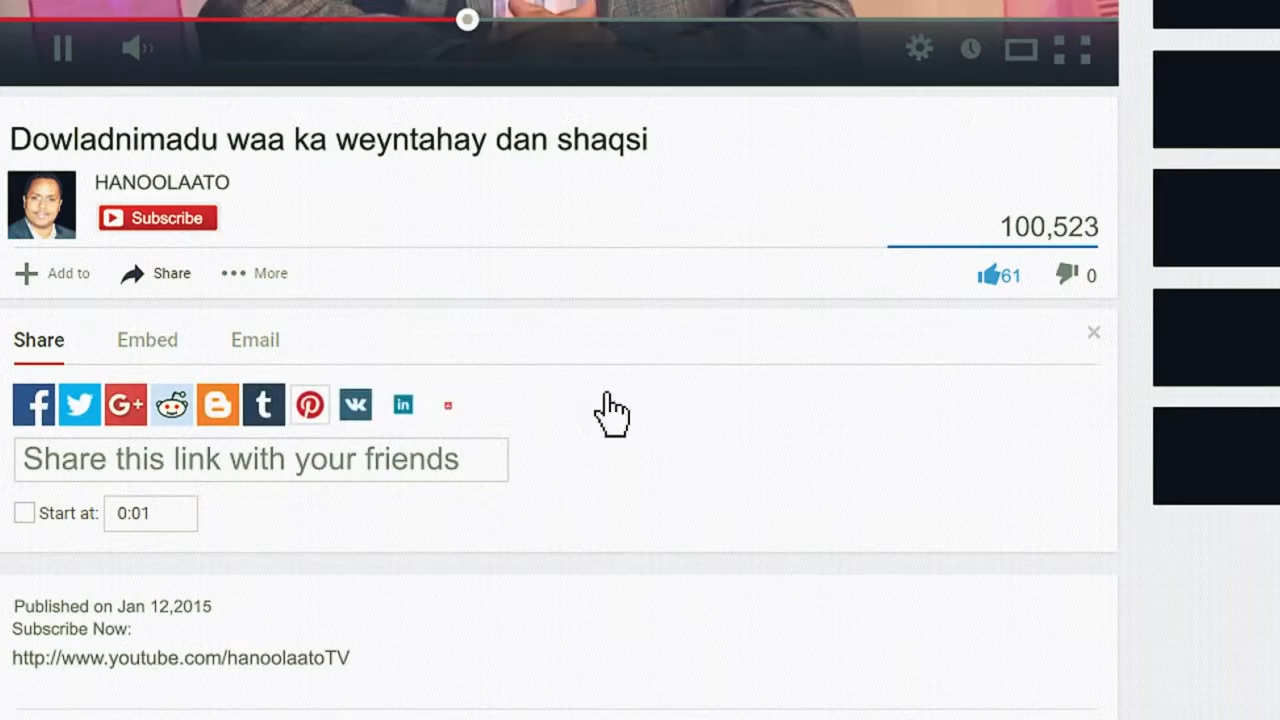 Dowladnimadu waa ka weyntahay dan shaqsi
HANOOLAATO
Subscribe
100,523
Add to Share More
61 0
Share Embed Email
f G+ t VK in
Share this link with your friends
Start at: 0:01
Published on Jan 12,2015
Subscribe Now:
http://www.youtube.com/hanoolaatoTV